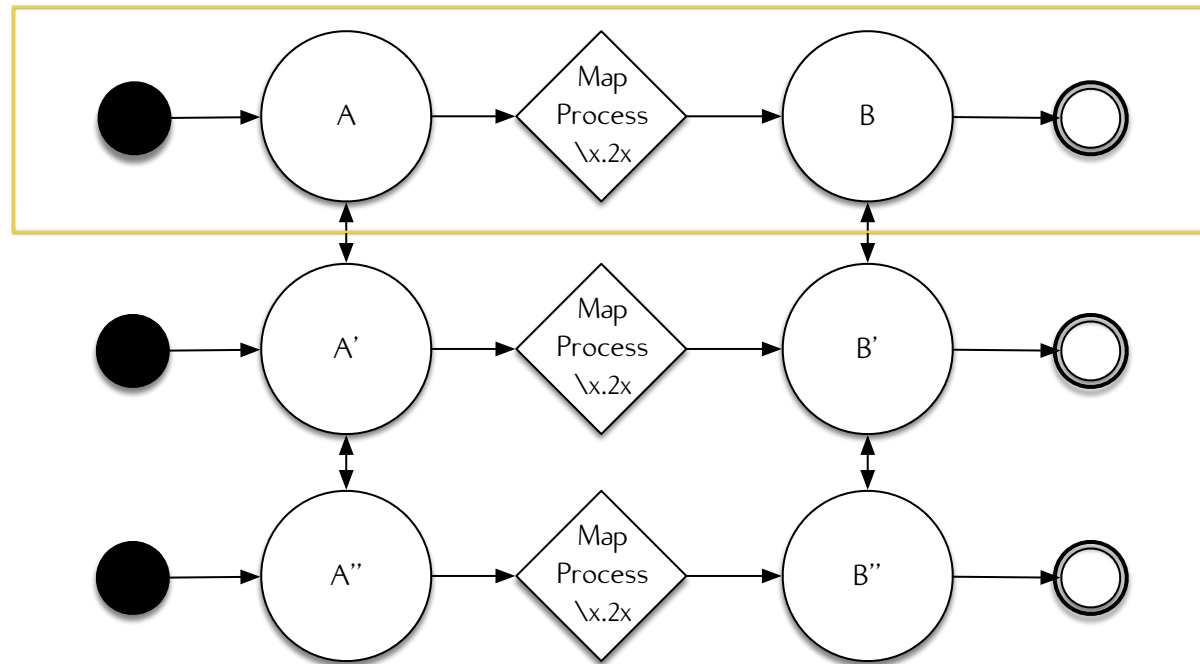 A
Map
Process
\x.2x
B
A'
Map
Process
\x.2x
B'
A''
Map
Process
\x.2x
B''